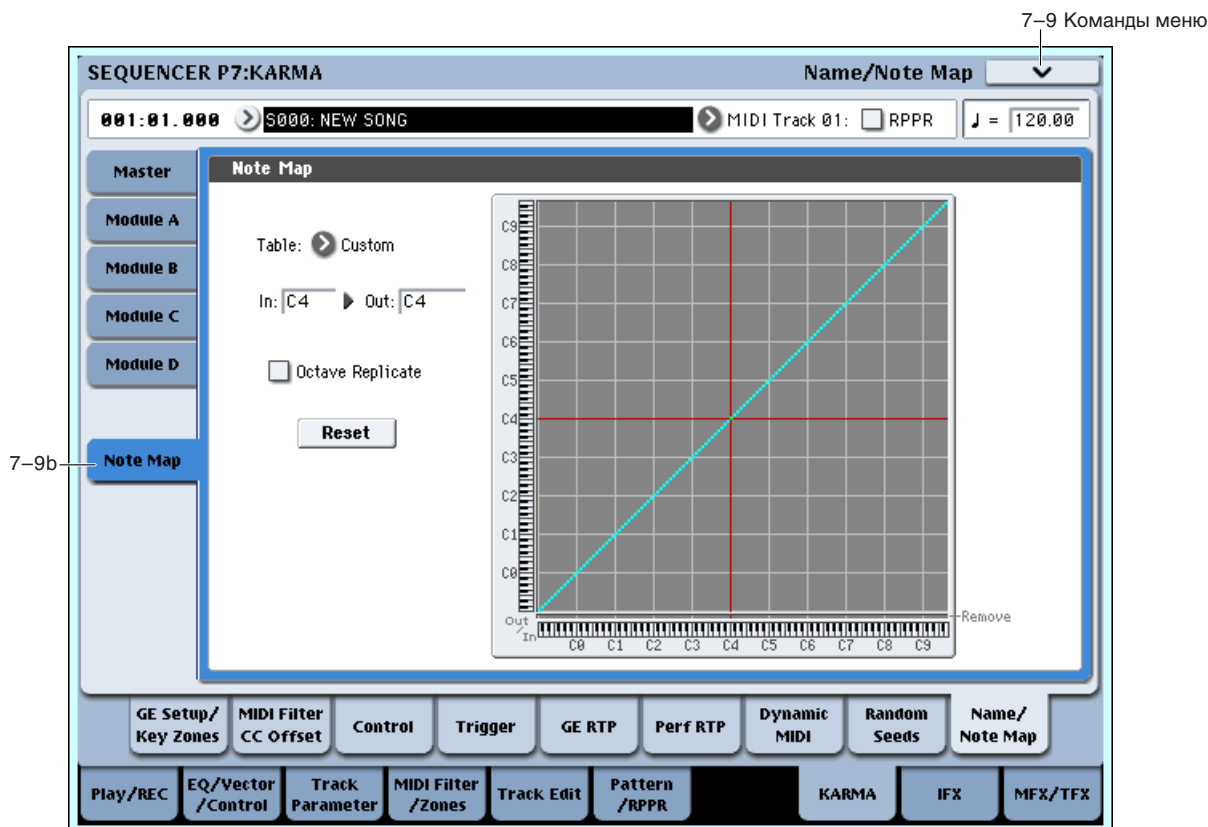 7–9 Команды меню
SEQUENCER P7:KARMA
Name/Note Map
001:01.000
S000: NEW SONG
MIDI Track 01:
RPPR
♩ = 120.00
Master
Module A
Module B
Module C
Module D
7–9b
Note Map
Note Map
Table: Custom
In: C4
Out: C4
Octave Replicate
Reset
C9
C8
C7
C6
C5
C4
C3
C2
C1
C0
Out
/In
C0 C1 C2 C3 C4 C5 C6 C7 C8 C9
Remove
GE Setup/
Key Zones
MIDI Filter
CC Offset
Control
Trigger
GE RTP
Perf RTP
Dynamic
MIDI
Random
Seeds
Name/
Note Map
Play/REC
EQ/Vector
/Control
Track
Parameter
MIDI Filter
/Zones
Track Edit
Pattern
/RPPR
KARMA
IFX
MFX/TFX